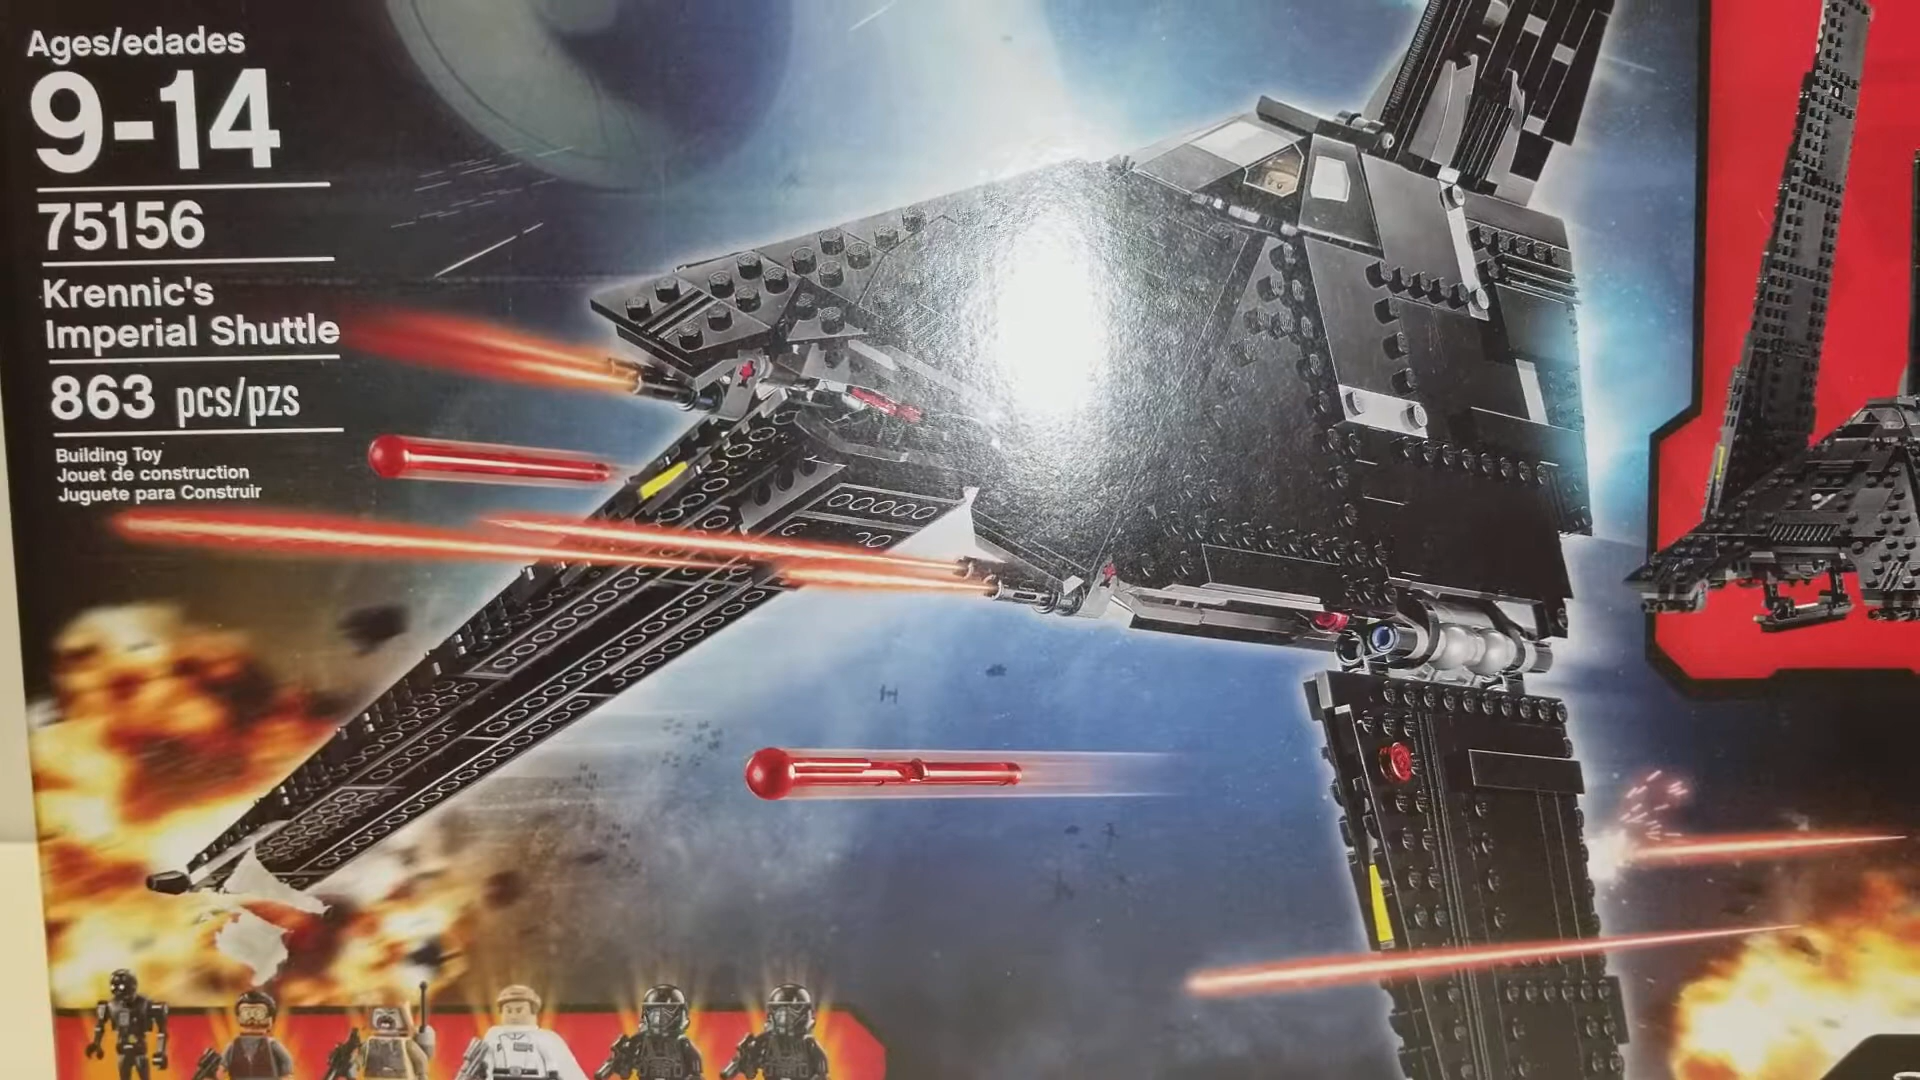 Ages/edades
9-14
75156
Krennic's
Imperial Shuttle
863 pcs/pzs
Building Toy
Jouet de construction
Juguete para Construir